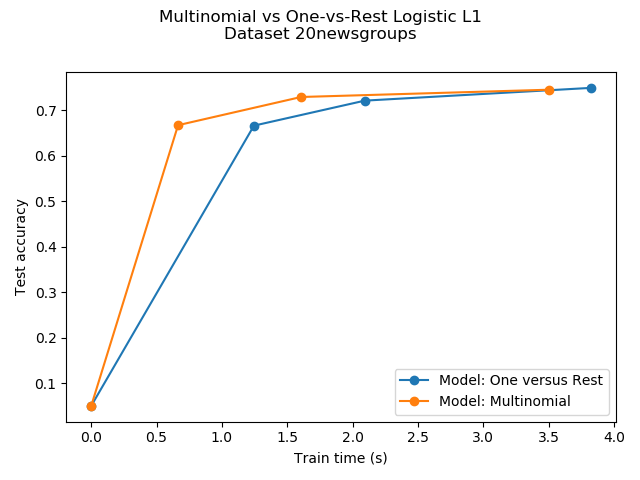 Multinomial vs One-vs-Rest Logistic L1
Dataset 20newsgroups
0.7
0.6
0.5
0.4
0.3
0.2
0.1
Test accuracy
Model: One versus Rest
Model: Multinomial
0.0 0.5 1.0 1.5 2.0 2.5 3.0 3.5 4.0
Train time (s)